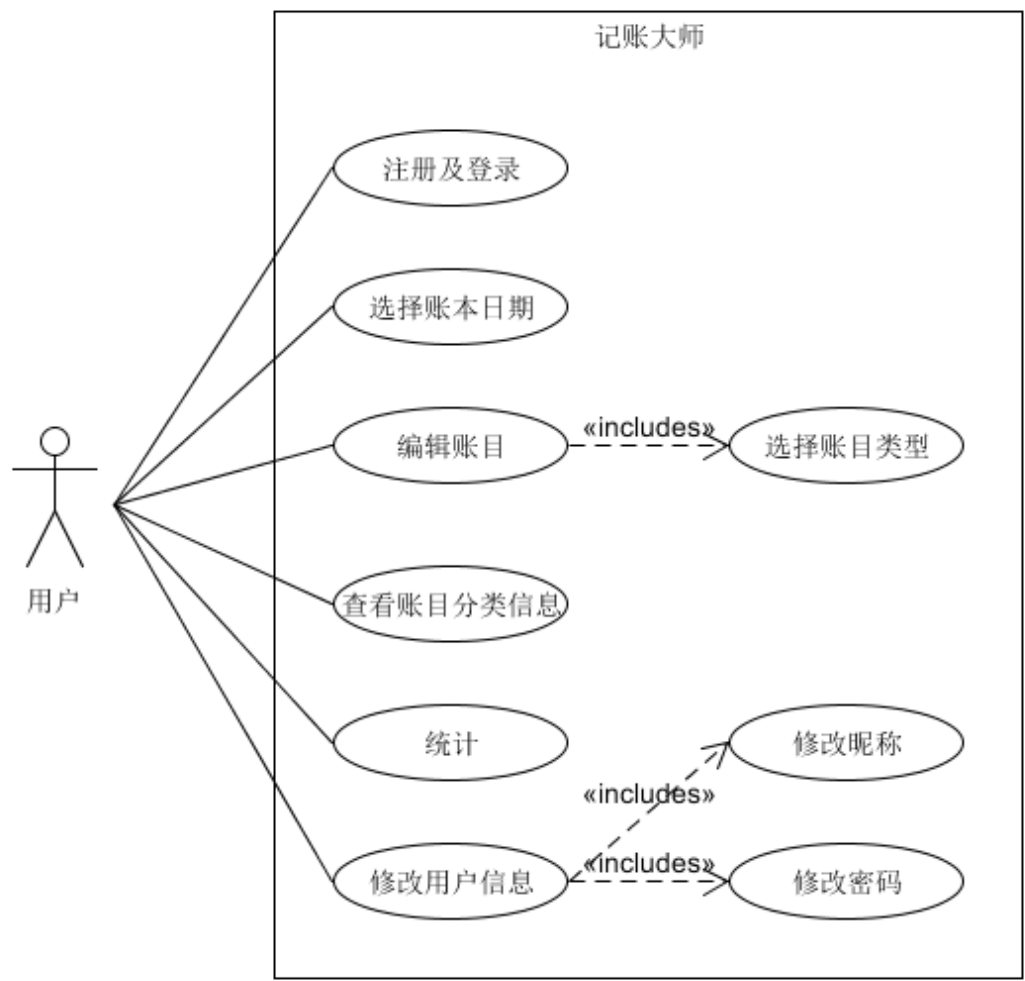 记账大师
注册及登录
选择账本日期
编辑账目
«includes»
选择账目类型
用户
查看账目分类信息
统计
修改昵称
«includes»
修改用户信息
«includes»
修改密码